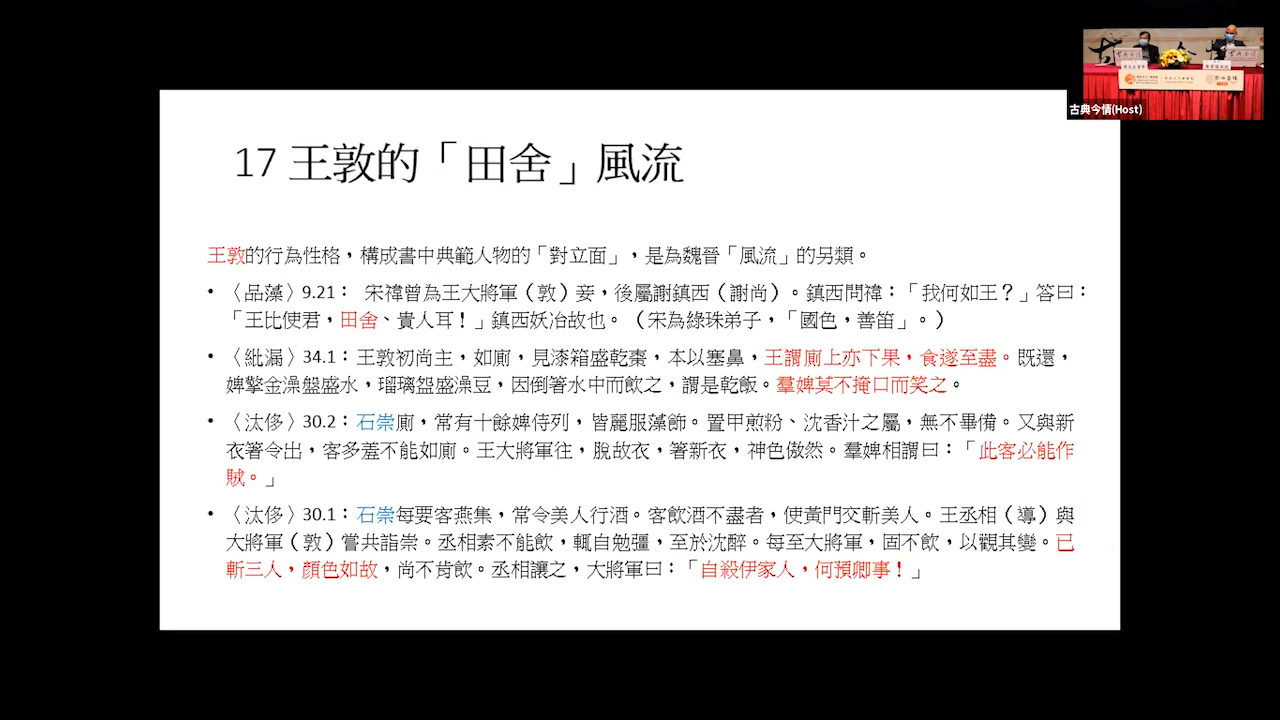 古典今情(Host)
17 王敦的「田舍」風流
王敦的行為性格，構成書中典範人物的「對立面」，是為魏晉「風流」的另類。
• 〈品藻〉9.21： 宋褘曾為王大將軍（敦）妾，後屬謝鎮西（謝尚）。鎮西問褘：「我何如王？」答曰：
「王比使君，田舍、貴人耳！」鎮西妖冶故也。（宋為綠珠弟子，「國色，善笛」。）
• 〈紕漏〉34.1：王敦初尚主，如廁，見漆箱盛乾棗，本以塞鼻，王謂廁上亦下果，食遂至盡。既還，
婢擎金澡盤盛水，瑠璃盌盛澡豆，因倒箸水中而飲之，謂是乾飯。羣婢莫不掩口而笑之。
• 〈汰侈〉30.2：石崇廁，常有十餘婢侍列，皆麗服藻飾。置甲煎粉、沈香汁之屬，無不畢備。又與新
衣箸令出，客多羞不能如廁。王大將軍往，脫故衣，箸新衣，神色傲然。羣婢相謂曰：「此客必能作
賊。」
• 〈汰侈〉30.1：石崇每要客燕集，常令美人行酒。客飲酒不盡者，使黃門交斬美人。王丞相（導）與
大將軍（敦）嘗共詣崇。丞相素不能飲，輒自勉彊，至於沈醉。每至大將軍，固不飲，以觀其變。已
斬三人，顏色如故，尚不肯飲。丞相讓之，大將軍曰：「自殺伊家人，何預卿事！」